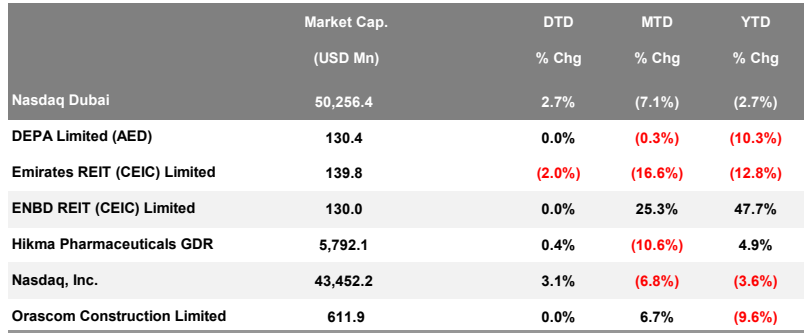 Market Cap. DTD MTD YTD
(USD Mn) % Chg % Chg % Chg
Nasdaq Dubai 50,256.4 2.7% (7.1%) (2.7%)
DEPA Limited (AED) 130.4 0.0% (0.3%) (10.3%)
Emirates REIT (CEIC) Limited 139.8 (2.0%) (16.6%) (12.8%)
ENBD REIT (CEIC) Limited 130.0 0.0% 25.3% 47.7%
Hikma Pharmaceuticals GDR 5,792.1 0.4% (10.6%) 4.9%
Nasdaq, Inc. 43,452.2 3.1% (6.8%) (3.6%)
Orascom Construction Limited 611.9 0.0% 6.7% (9.6%)